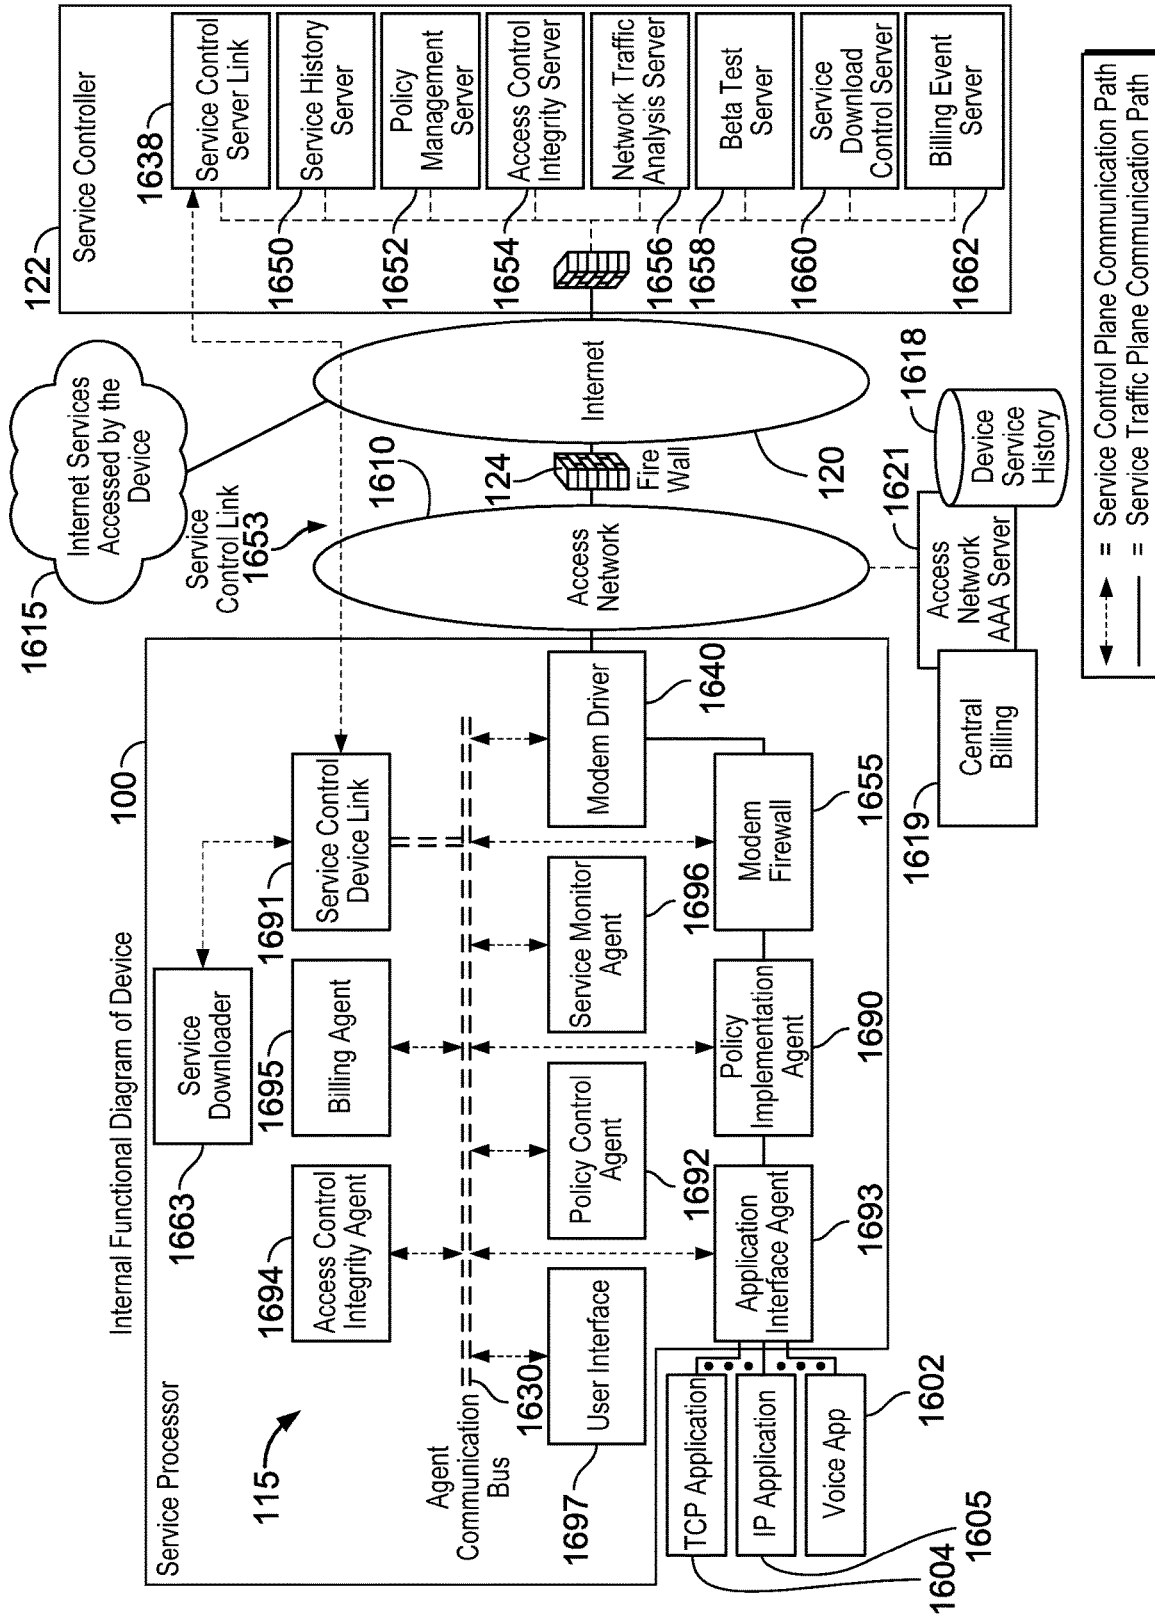 Internal Functional Diagram of Device
100
Service Processor
115
1663
Service
Downloader
1694
Access Control
Integrity Agent
1695
Billing Agent
1691
Service Control
Device Link
Agent
Communication
Bus
1630
1697
User Interface
Policy Control
Agent
1692
Service Monitor
Agent
1696
Modem Driver
1640
Application
Interface Agent
1693
Policy
Implementation
Agent
1690
Modem
Firewall
1655
TCP Application
IP Application
Voice App
1604
1605
1602
1615
Internet Services
Accessed by the
Device
Service
Control Link
1653
1610
Access
Network
124
Fire
Wall
Internet
120
1621
Access
Network
AAA Server
1619
Central
Billing
1618
Device
Service
History
122
Service Controller
1638
Service Control
Server Link
1650
Service History
Server
1652
Policy
Management
Server
1654
Access Control
Integrity Server
1656
Network Traffic
Analysis Server
1658
Beta Test
Server
1660
Service
Download
Control Server
1662
Billing Event
Server
= Service Control Plane Communication Path
= Service Traffic Plane Communication Path